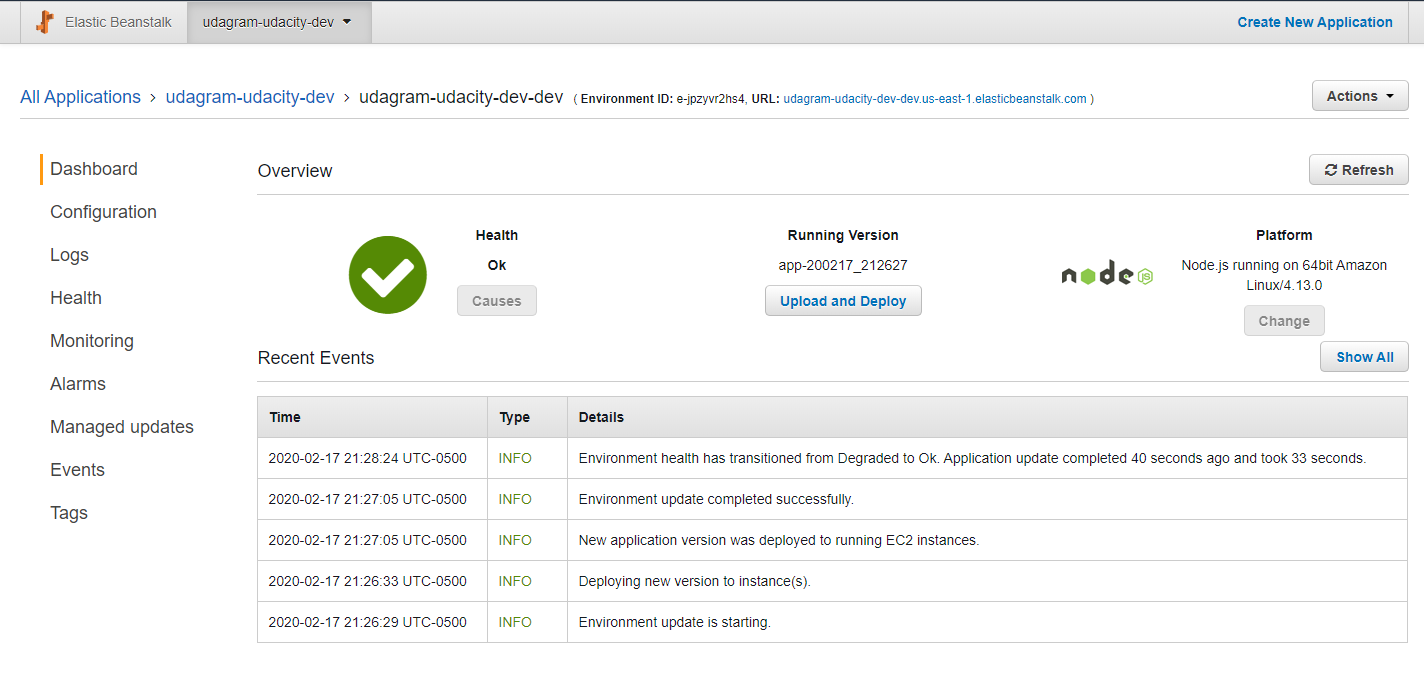 Elastic Beanstalk udagram-udacity-dev Create New Application
All Applications › udagram-udacity-dev › udagram-udacity-dev-dev ( Environment ID: e-jpzyvr2hs4, URL: udagram-udacity-dev-dev.us-east-1.elasticbeanstalk.com )
Actions
Dashboard
Configuration
Logs
Health
Monitoring
Alarms
Managed updates
Events
Tags
Overview
Refresh
Health
Ok
Causes
Running Version
app-200217_212627
Upload and Deploy
node JS
Platform
Node.js running on 64bit Amazon
Linux/4.13.0
Change
Recent Events
Show All
Time Type Details
2020-02-17 21:28:24 UTC-0500 INFO Environment health has transitioned from Degraded to Ok. Application update completed 40 seconds ago and took 33 seconds.
2020-02-17 21:27:05 UTC-0500 INFO Environment update completed successfully.
2020-02-17 21:27:05 UTC-0500 INFO New application version was deployed to running EC2 instances.
2020-02-17 21:26:33 UTC-0500 INFO Deploying new version to instance(s).
2020-02-17 21:26:29 UTC-0500 INFO Environment update is starting.